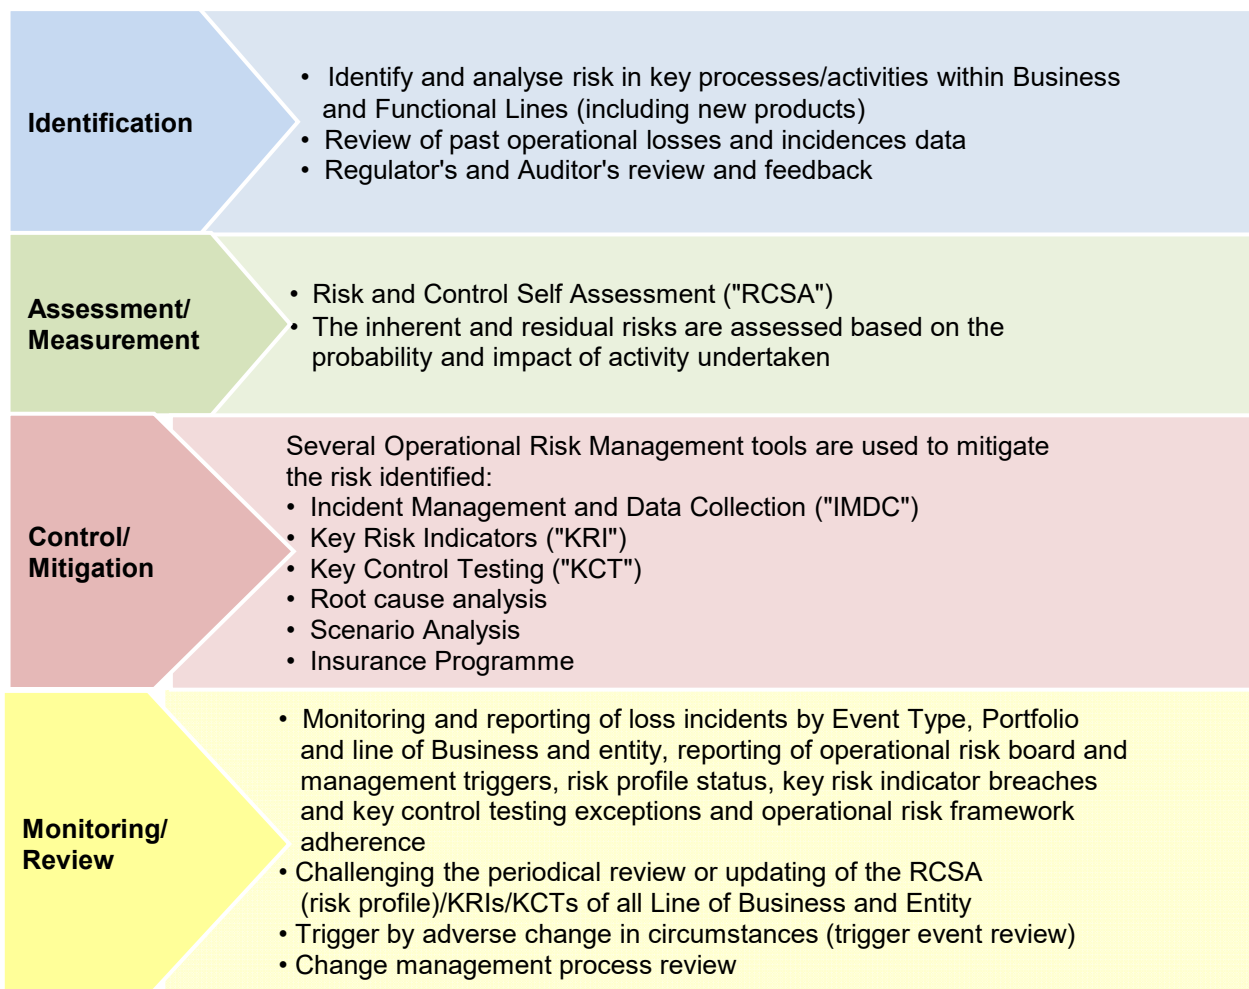 Identification
• Identify and analyse risk in key processes/activities within Business
and Functional Lines (including new products)
• Review of past operational losses and incidences data
• Regulator's and Auditor's review and feedback
Assessment/
Measurement
• Risk and Control Self Assessment ("RCSA")
• The inherent and residual risks are assessed based on the
probability and impact of activity undertaken
Control/
Mitigation
Several Operational Risk Management tools are used to mitigate
the risk identified:
• Incident Management and Data Collection ("IMDC")
• Key Risk Indicators ("KRI")
• Key Control Testing ("KCT")
• Root cause analysis
• Scenario Analysis
• Insurance Programme
Monitoring/
Review
• Monitoring and reporting of loss incidents by Event Type, Portfolio
and line of Business and entity, reporting of operational risk board and
management triggers, risk profile status, key risk indicator breaches
and key control testing exceptions and operational risk framework
adherence
• Challenging the periodical review or updating of the RCSA
(risk profile)/KRIs/KCTs of all Line of Business and Entity
• Trigger by adverse change in circumstances (trigger event review)
• Change management process review